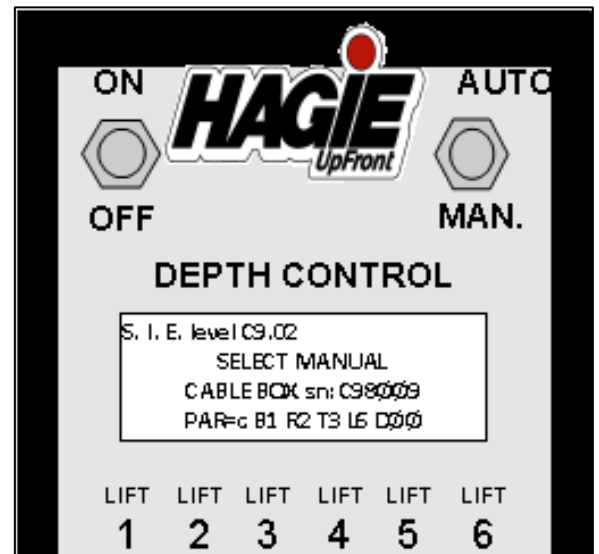 ON AUTO
HAGIE
UpFront
OFF MAN.
DEPTH CONTROL
S. I. E. level C9.02
SELECT MANUAL
CABLE BOX sn: C98ØØ9
PAR=c B1 R2 T3 L6 DØØ
LIFT LIFT LIFT LIFT LIFT LIFT
1 2 3 4 5 6